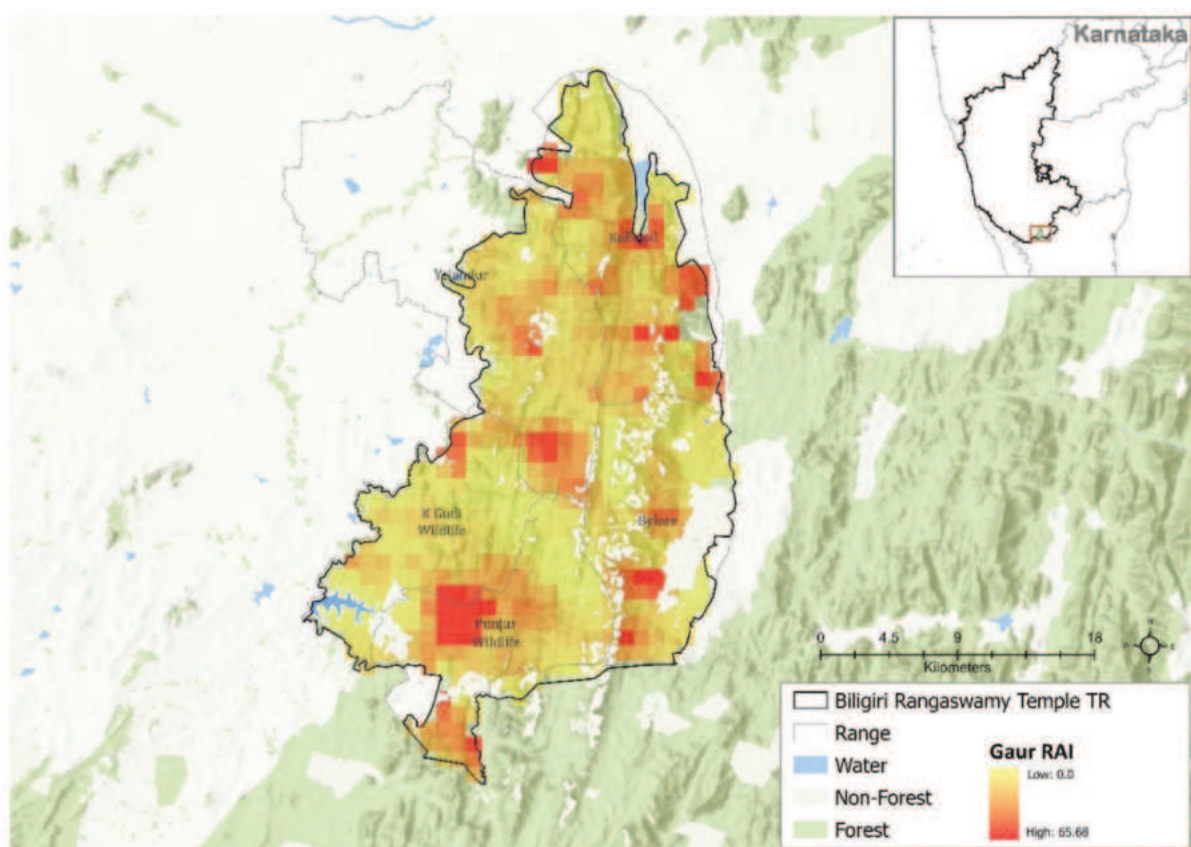 Karnataka
Yelandur
K Gudi
Wildlife
Bylore
Punjur
Wildlife
0 4.5 9 18
Kilometers
N
E
Biligiri Rangaswamy Temple TR
Range
Water
Non-Forest
Forest
Gaur RAI
Low: 0.0
High: 65.68